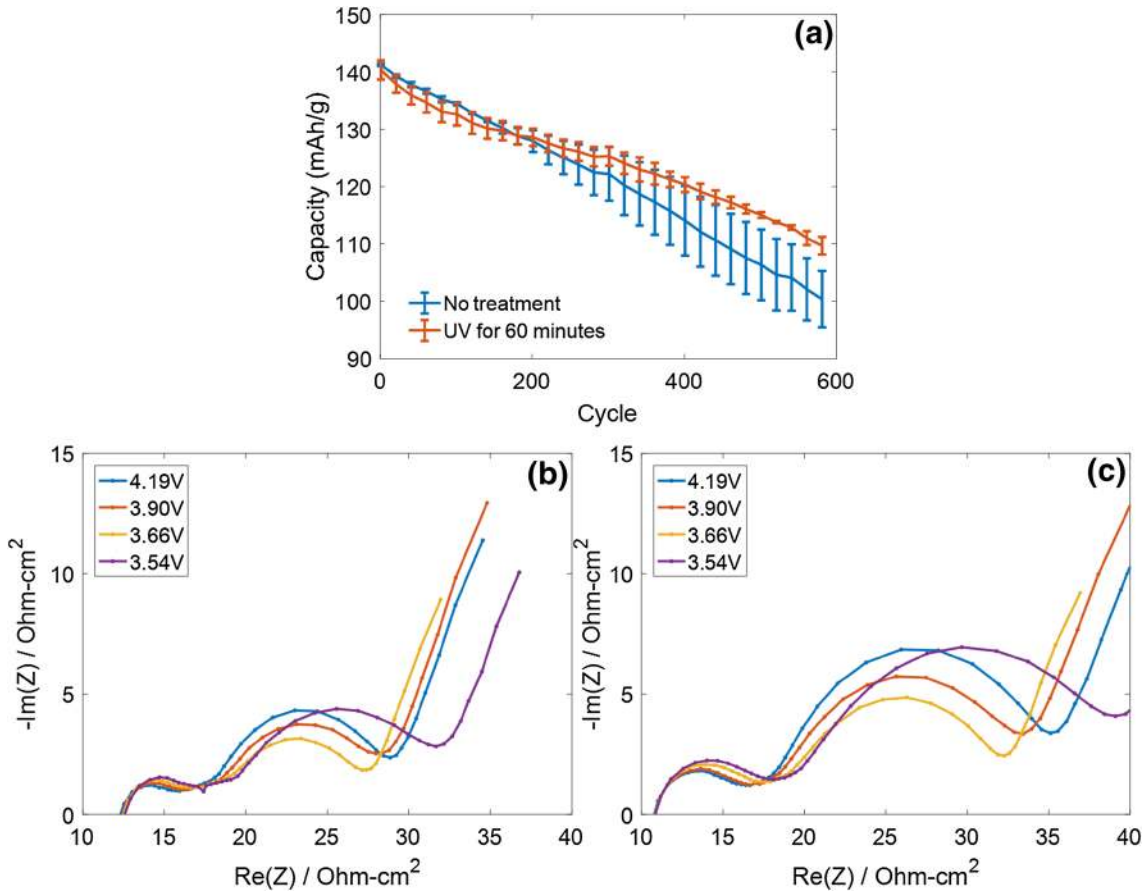 (a)
Capacity (mAh/g)
150
140
130
120
110
100
90
No treatment
UV for 60 minutes
0
200
400
600
Cycle
(b)
-Im(Z) / Ohm-cm²
15
10
5
0
4.19V
3.90V
3.66V
3.54V
10
15
20
25
30
35
40
Re(Z) / Ohm-cm²
(c)
-Im(Z) / Ohm-cm²
15
10
5
0
4.19V
3.90V
3.66V
3.54V
10
15
20
25
30
35
40
Re(Z) / Ohm-cm²